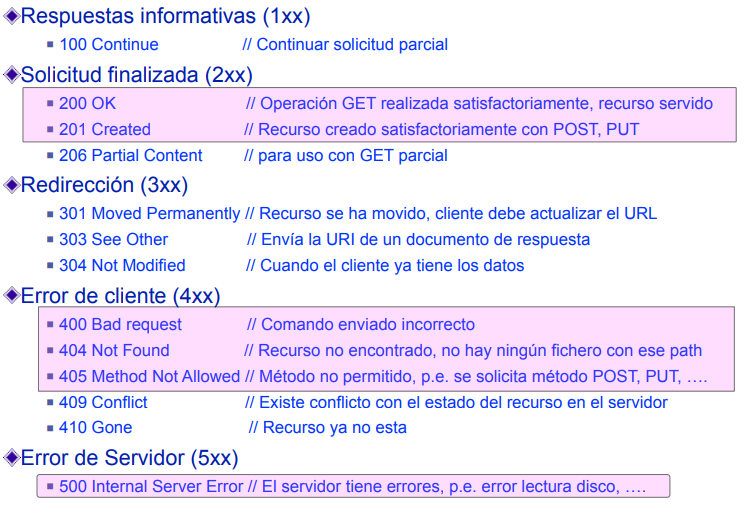 Respuestas informativas (1xx)
100 Continue // Continuar solicitud parcial
Solicitud finalizada (2xx)
200 OK // Operación GET realizada satisfactoriamente, recurso servido
201 Created // Recurso creado satisfactoriamente con POST, PUT
206 Partial Content // para uso con GET parcial
Redirección (3xx)
301 Moved Permanently // Recurso se ha movido, cliente debe actualizar el URL
303 See Other // Envía la URI de un documento de respuesta
304 Not Modified // Cuando el cliente ya tiene los datos
Error de cliente (4xx)
400 Bad request // Comando enviado incorrecto
404 Not Found // Recurso no encontrado, no hay ningún fichero con ese path
405 Method Not Allowed // Método no permitido, p.e. se solicita método POST, PUT, ….
409 Conflict // Existe conflicto con el estado del recurso en el servidor
410 Gone // Recurso ya no esta
Error de Servidor (5xx)
500 Internal Server Error // El servidor tiene errores, p.e. error lectura disco, ….